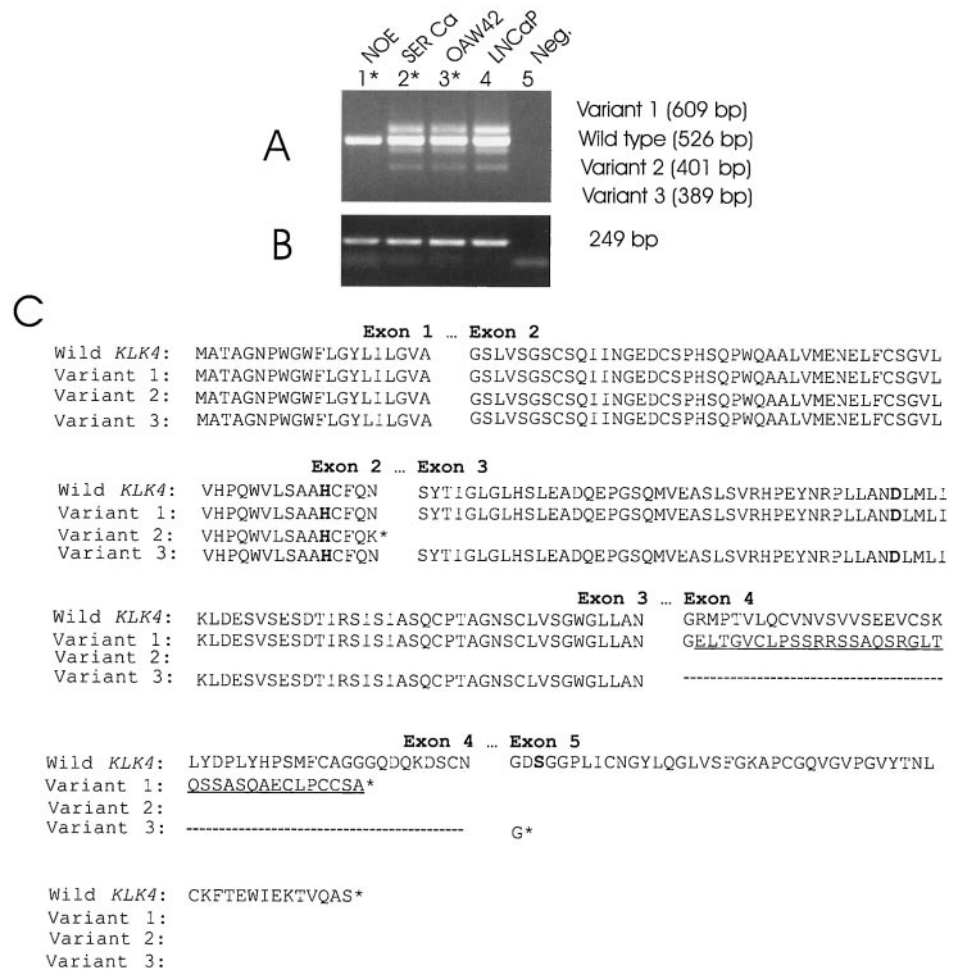 NOE SER Ca OAW42 LNCaP Neg.
1* 2* 3* 4 5
A
Variant 1 (609 bp)
Wild type (526 bp)
Variant 2 (401 bp)
Variant 3 (389 bp)
B
249 bp
C
Exon 1 … Exon 2
Wild KLK4: MATAGNPWGWFLGYLILGVA GSLVSGSCSQIINGEDCSPHSQPWQAALVMENELFCSGVL
Variant 1: MATAGNPWGWFLGYLILGVA GSLVSGSCSQIINGEDCSPHSQPWQAALVMENELFCSGVL
Variant 2: MATAGNPWGWFLGYLILGVA GSLVSGSCSQIINGEDCSPHSQPWQAALVMENELFCSGVL
Variant 3: MATAGNPWGWFLGYLILGVA GSLVSGSCSQIINGEDCSPHSQPWQAALVMENELFCSGVL
Exon 2 … Exon 3
Wild KLK4: VHPQWVLSAAHCFQN SYTIGLGLHSLEADQEPGSQMVEASLSVRHPEYNRPLLANDLMLI
Variant 1: VHPQWVLSAAHCFQN SYTIGLGLHSLEADQEPGSQMVEASLSVRHPEYNRPLLANDLMLI
Variant 2: VHPQWVLSAAHCFQK*
Variant 3: VHPQWVLSAAHCFQN SYTIGLGLHSLEADQEPGSQMVEASLSVRHPEYNRPLLANDLMLI
Exon 3 … Exon 4
Wild KLK4: KLDESVSESDTIRSISIASQCPTAGNSCLVSGWGLLAN GRMPTVLQCVNVSVVSEEVCSK
Variant 1: KLDESVSESDTIRSISIASQCPTAGNSCLVSGWGLLAN GELTGVCLPSSRRSSAQSRGLT
Variant 2:
Variant 3: KLDESVSESDTIRSISIASQCPTAGNSCLVSGWGLLAN ----------------------------------
Exon 4 … Exon 5
Wild KLK4: LYDPLYHPSMFCAGGGQDQKDSCN GDSGGPLICNGYLQGLVSFGKAPCGQVGVPGVYTNL
Variant 1: QSSASQAECLPCCSA*
Variant 2:
Variant 3: ------------------------------------------ G*
Wild KLK4: CKFTEWIEKTVQAS*
Variant 1:
Variant 2:
Variant 3: